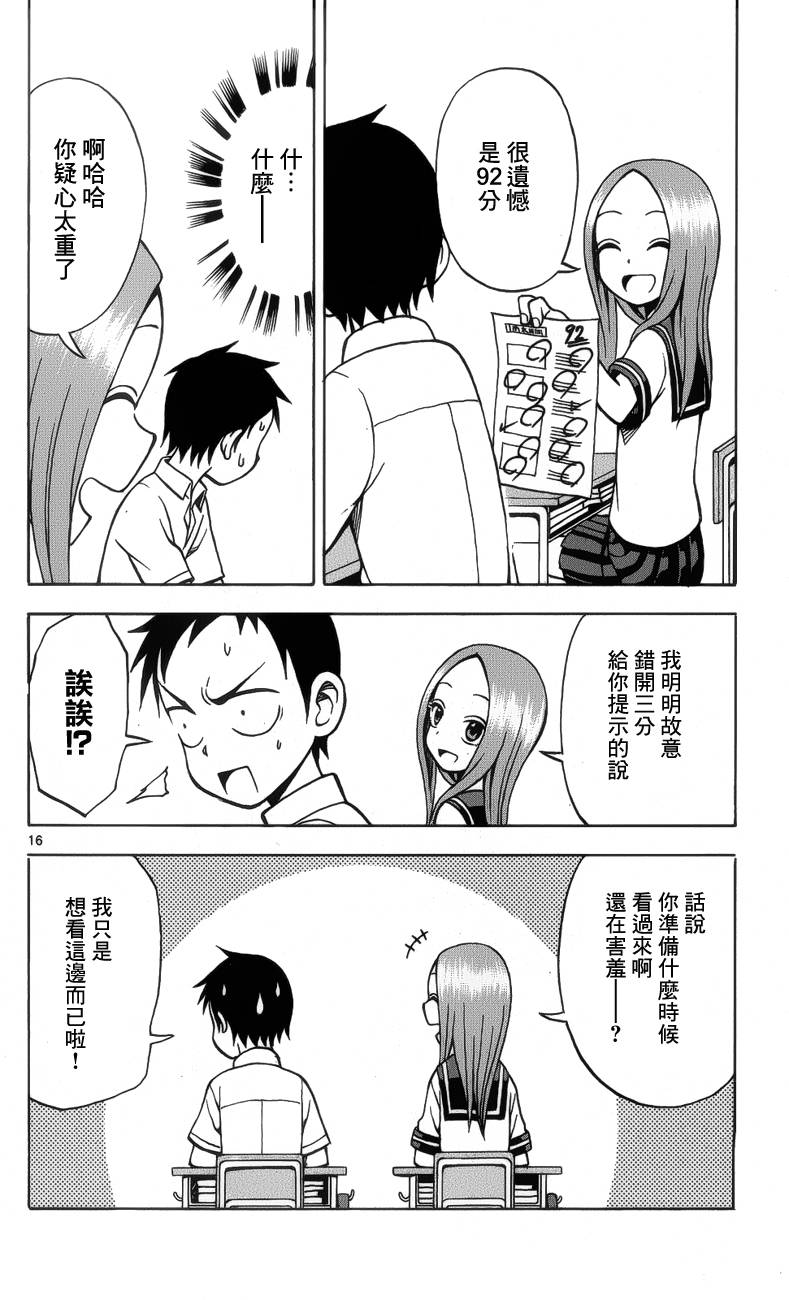 很遺憾
是92分
92
什…
什麼——
啊哈哈
你疑心太重了
我明明故意
錯開三分
給你提示的說
誒誒!?
16
話說
你準備什麼時候
看過來啊
還在害羞
——?
我只是
想看這邊而已啦！